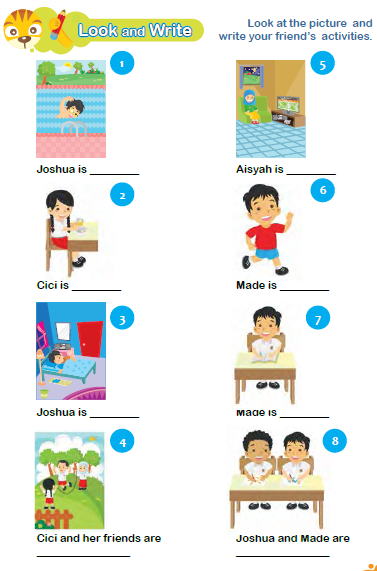 Look and Write
Look at the picture and
write your friend's activities.
1
Joshua is ________
2
Cici is ________
3
Joshua is ________
4
Cici and her friends are
_______________
5
Aisyah is ________
6
Made is ________
7
Made is ________
8
Joshua and Made are
_______________